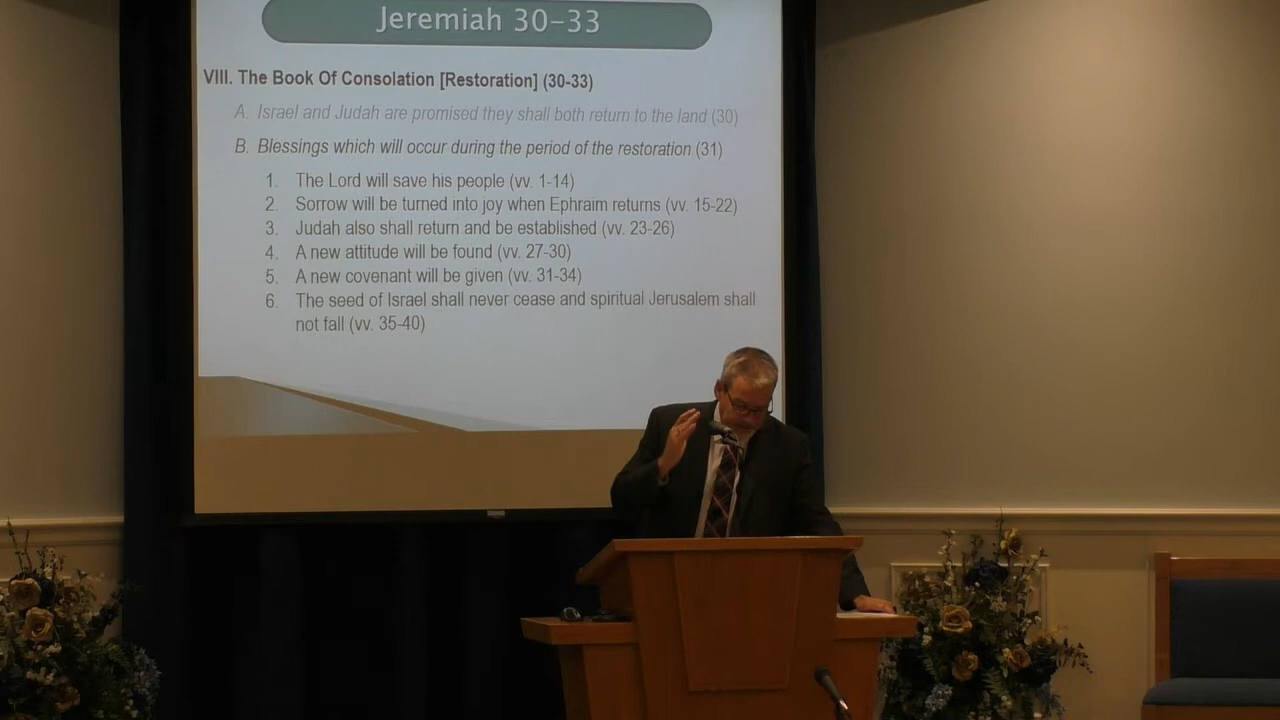 Jeremiah 30-33
VIII. The Book Of Consolation [Restoration] (30-33)
A. Israel and Judah are promised they shall both return to the land (30)
B. Blessings which will occur during the period of the restoration (31)
1. The Lord will save his people (vv. 1-14)
2. Sorrow will be turned into joy when Ephraim returns (vv. 15-22)
3. Judah also shall return and be established (vv. 23-26)
4. A new attitude will be found (vv. 27-30)
5. A new covenant will be given (vv. 31-34)
6. The seed of Israel shall never cease and spiritual Jerusalem shall
not fall (vv. 35-40)